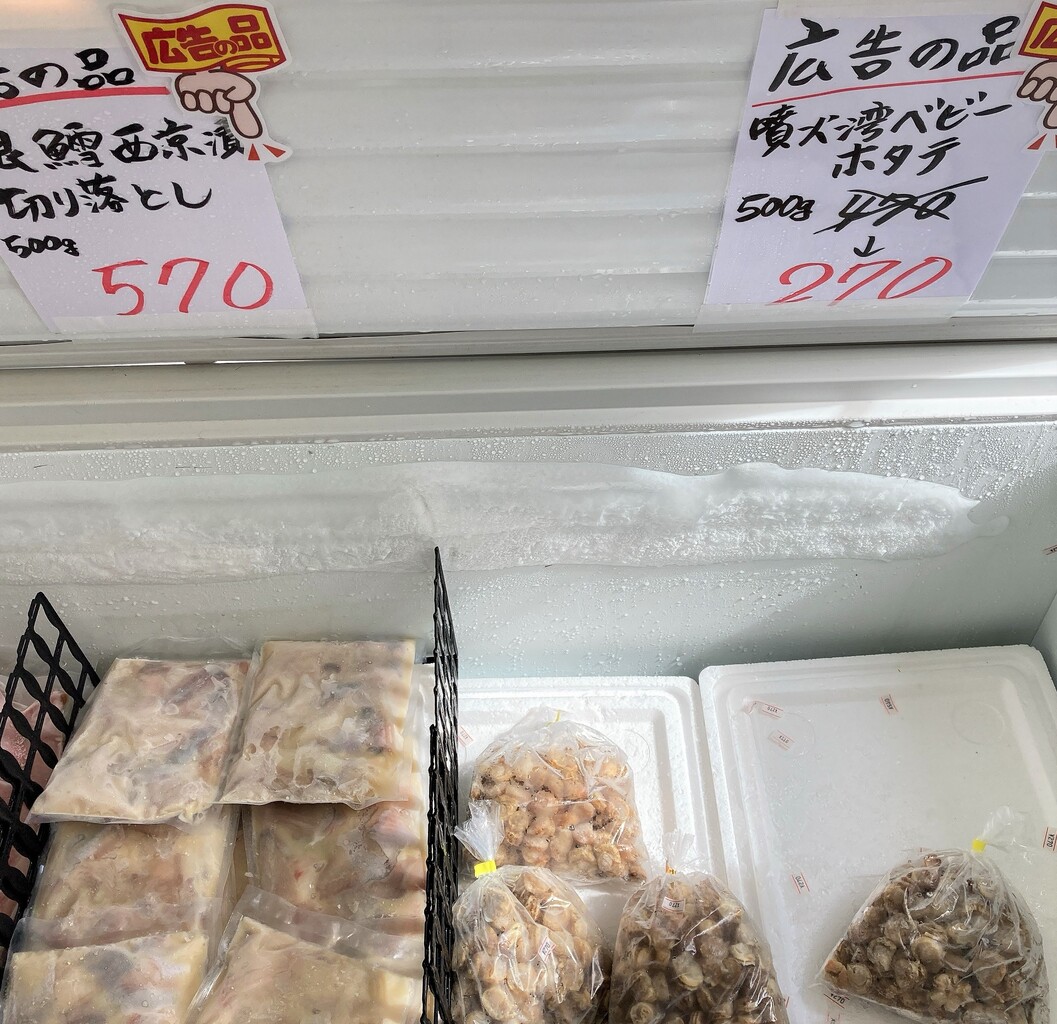 広告の品
の品
鱈西京漬
切り落とし
500g
570
広告の品
噴火湾ベビー
ホタテ
500g 470
↓
270